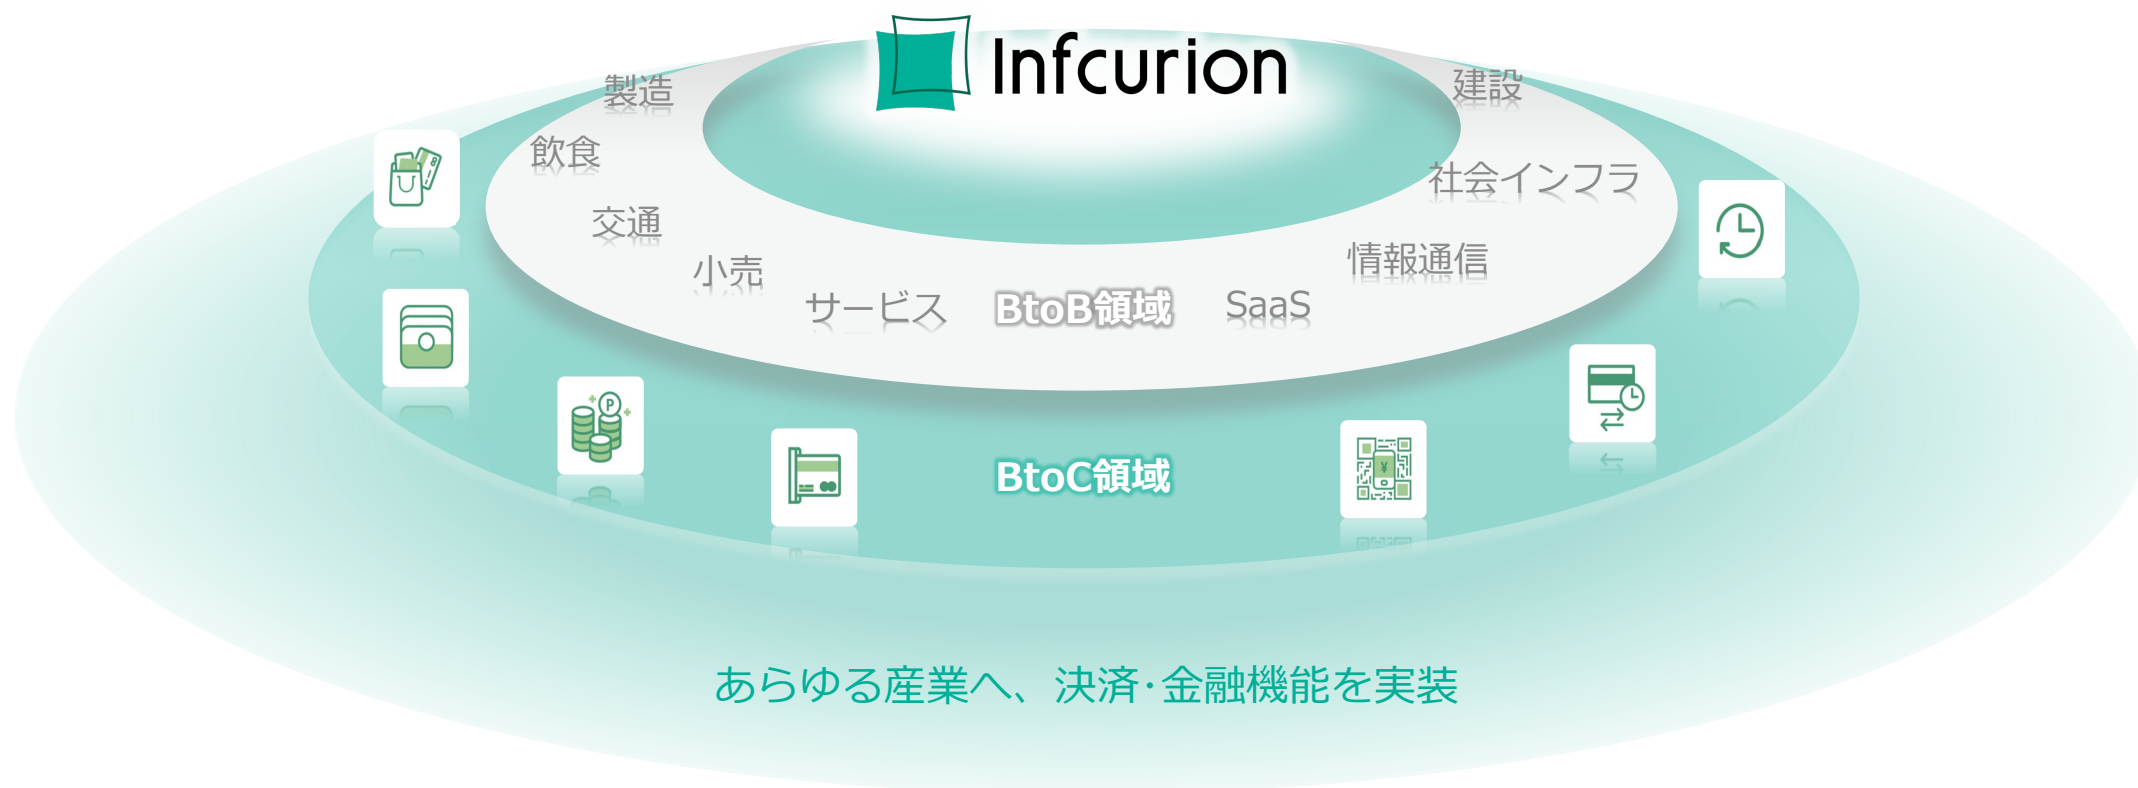 Infcurion
製造
建設
飲食
社会インフラ
交通
情報通信
小売
サービス
BtoB領域
SaaS
P
¥
BtoC領域
あらゆる産業へ、決済･金融機能を実装